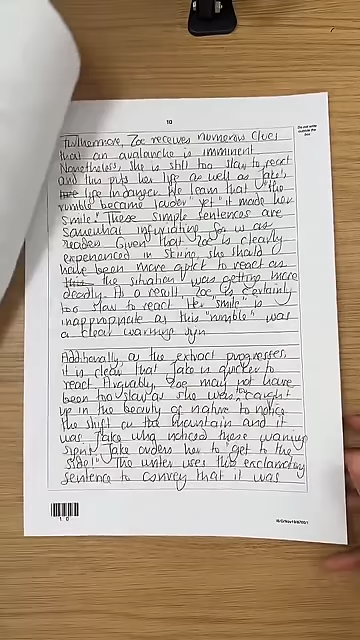 10
Do not write
outside the
box
Furthermore, Zoe receives numerous clues
that an avalanche is imminent
Nonetheless, she is still too slow to react
and this puts her life as well as Jake's
life in danger. We learn that "the
rumble became louder" yet "it made her
smile". These simple sentences are
somewhat infuriating for us as
readers Given that Zoe is clearly
experienced in skiing, she should
have been more quick to react as
the situation was getting more
deadly. As a result Zoe is certainly
too slow to react. Her "smile" is
inappropriate as this "rumble" was
a clear warning sign
Additionally as the extract progresses,
it is clear that Jake is quicker to
react. Arguably, Zoe may not have
been too slow as she was too caught
up in the beauty of nature to notice
the shift on the mountain and it
was Jake who noticed these warning
signs. Jake orders her to "get to the
side!" The writer uses this exclamatory
sentence to convey that it was
10